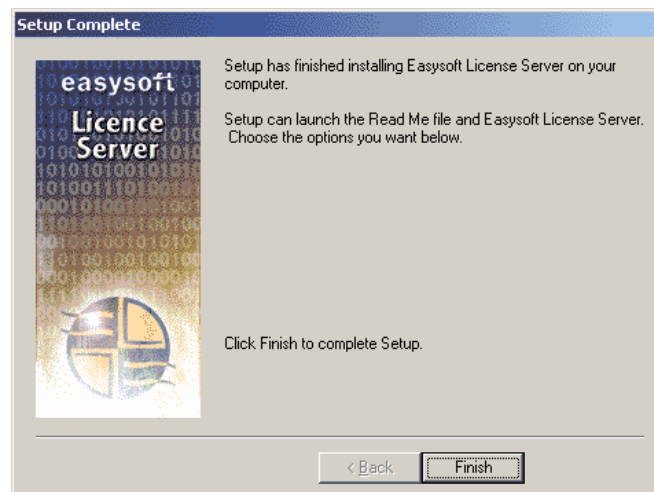 Setup Complete
easysoft
Licence
Server
Setup has finished installing Easysoft License Server on your
computer.
Setup can launch the Read Me file and Easysoft License Server.
Choose the options you want below.
Click Finish to complete Setup.
< Back
Finish